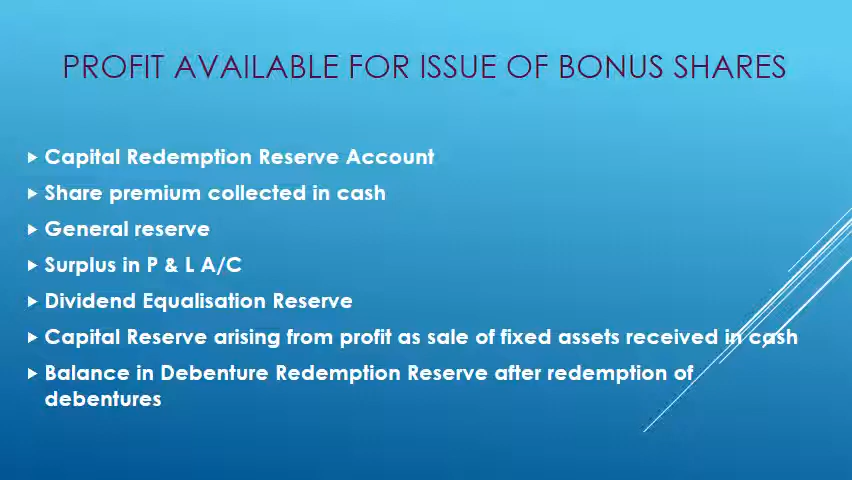 PROFIT AVAILABLE FOR ISSUE OF BONUS SHARES
Capital Redemption Reserve Account
Share premium collected in cash
General reserve
Surplus in P & L A/C
Dividend Equalisation Reserve
Capital Reserve arising from profit as sale of fixed assets received in cash
Balance in Debenture Redemption Reserve after redemption of
debentures